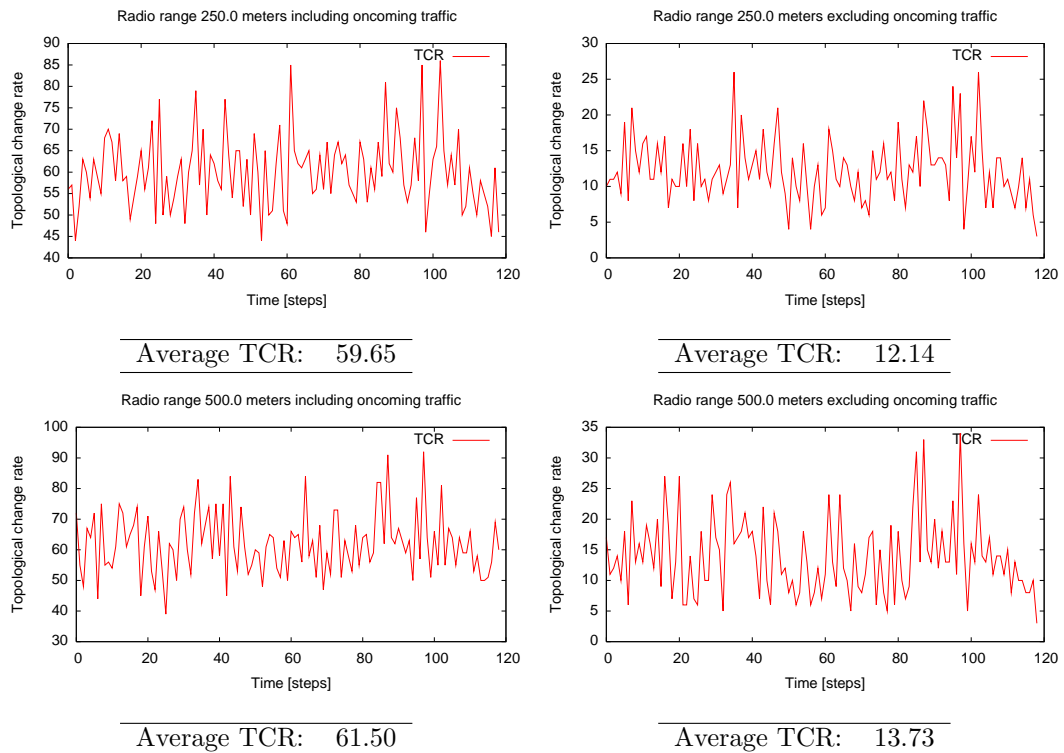 Radio range 250.0 meters including oncoming traffic
90
85
80
75
70
65
60
55
50
45
40
Topological change rate
TCR
0 20 40 60 80 100 120
Time [steps]
Average TCR: 59.65
Radio range 250.0 meters excluding oncoming traffic
30
25
20
15
10
5
0
Topological change rate
TCR
0 20 40 60 80 100 120
Time [steps]
Average TCR: 12.14
Radio range 500.0 meters including oncoming traffic
100
90
80
70
60
50
40
30
Topological change rate
TCR
0 20 40 60 80 100 120
Time [steps]
Average TCR: 61.50
Radio range 500.0 meters excluding oncoming traffic
35
30
25
20
15
10
5
0
Topological change rate
TCR
0 20 40 60 80 100 120
Time [steps]
Average TCR: 13.73